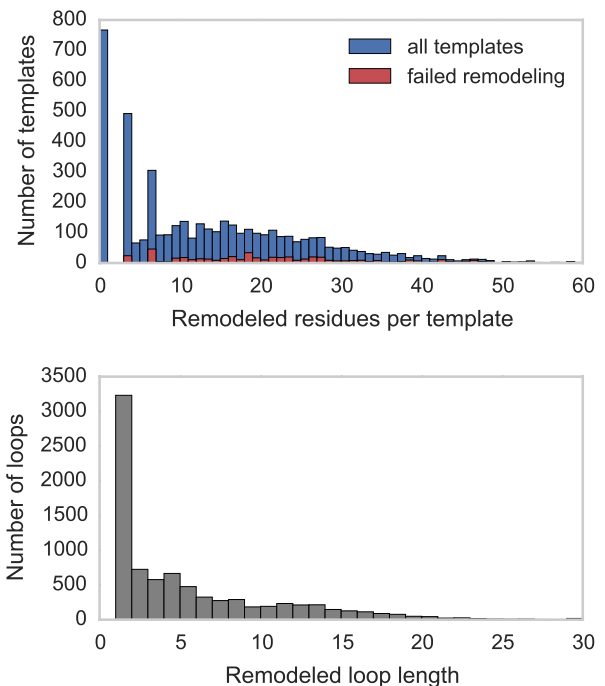 800
700
600
500
400
300
200
100
0
Number of templates
all templates
failed remodeling
0 10 20 30 40 50 60
Remodeled residues per template
3500
3000
2500
2000
1500
1000
500
0
Number of loops
0 5 10 15 20 25 30
Remodeled loop length